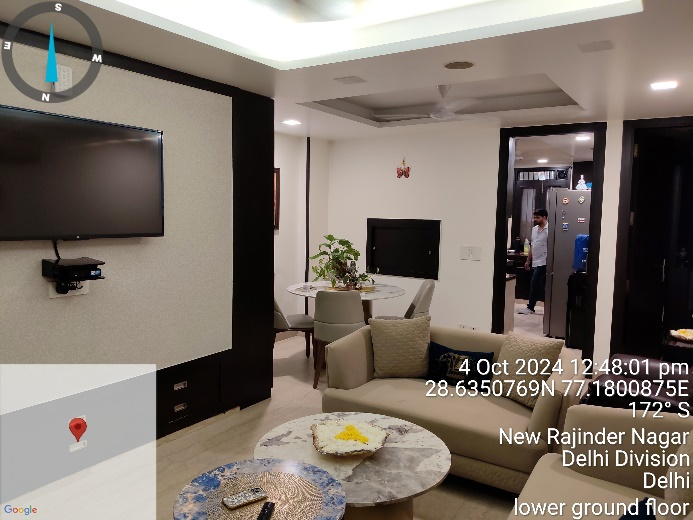 S
E
W
N
4 Oct 2024 12:48:01 pm
28.6350769N 77.1800875E
172° S
New Rajinder Nagar
Delhi Division
Delhi
lower ground floor
Google